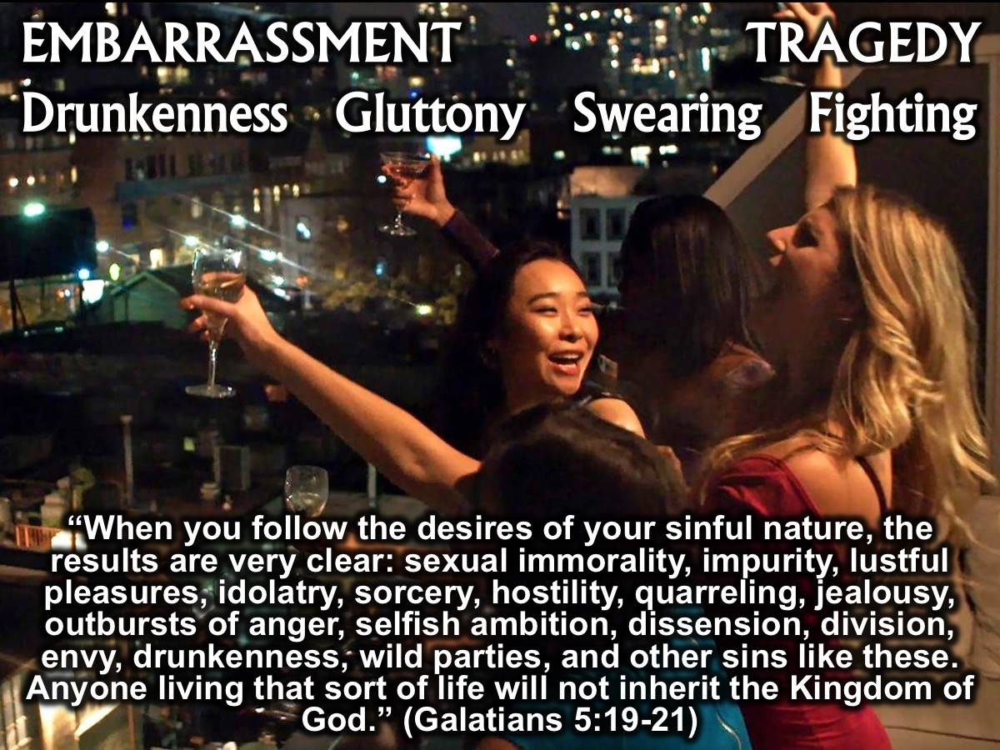 EMBARRASSMENT TRAGEDY
Drunkenness Gluttony Swearing Fighting
“When you follow the desires of your sinful nature, the
results are very clear: sexual immorality, impurity, lustful
pleasures, idolatry, sorcery, hostility, quarreling, jealousy,
outbursts of anger, selfish ambition, dissension, division,
envy, drunkenness, wild parties, and other sins like these.
Anyone living that sort of life will not inherit the Kingdom of
God.” (Galatians 5:19-21)